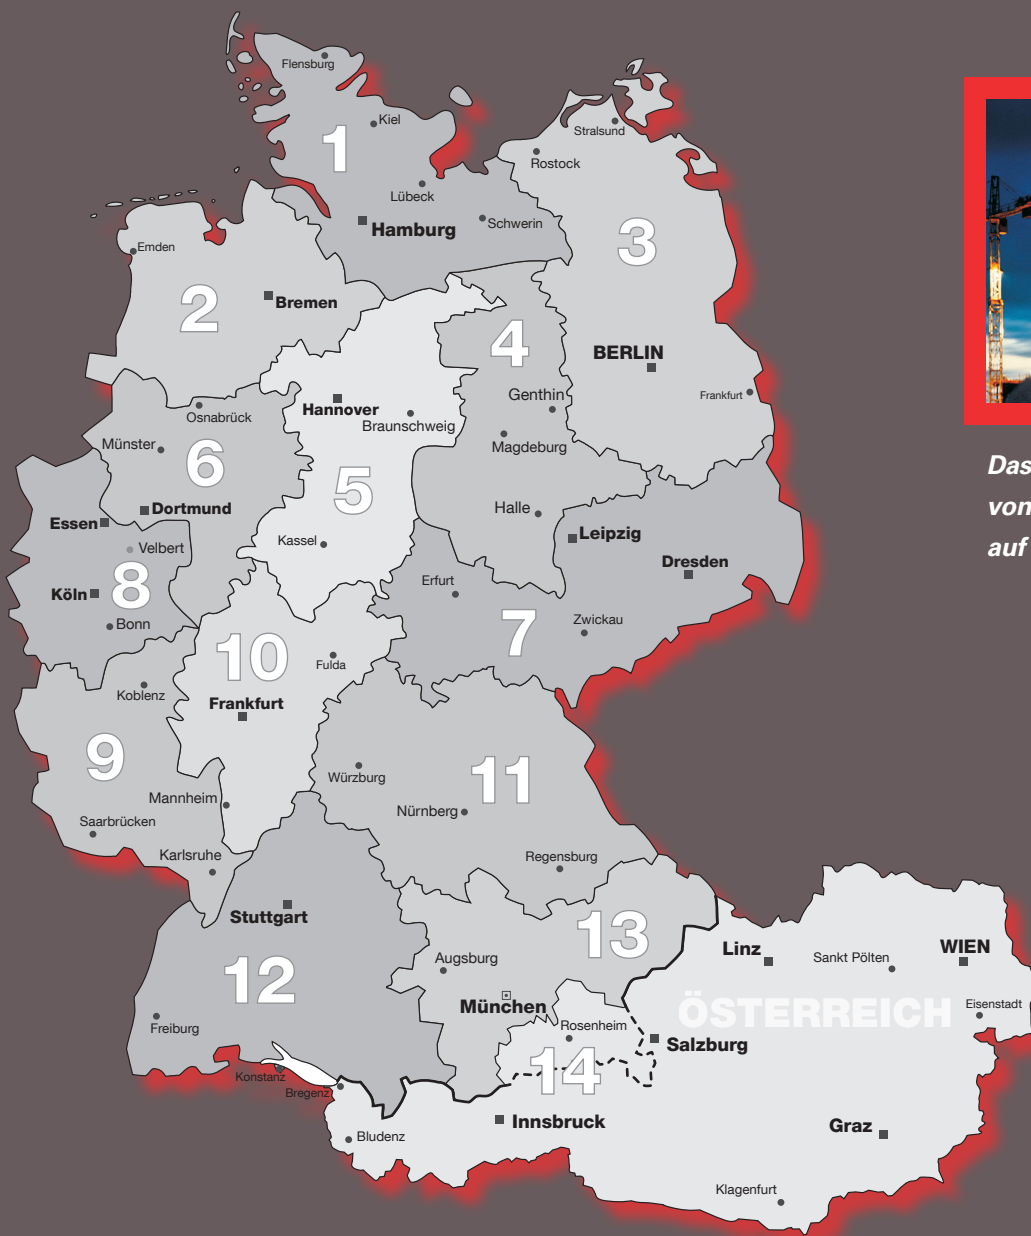 Flensburg
Kiel
Stralsund
1
Rostock
Lübeck
Schwerin
Hamburg
3
Emden
2
Bremen
4
BERLIN
Genthin
Frankfurt
Hannover
Osnabrück
Braunschweig
Münster
Magdeburg
6
Das
5
von
Dortmund
Halle
Essen
Leipzig
Kassel
auf
Velbert
Dresden
8
Erfurt
Köln
Bonn
7
Zwickau
10
Fulda
Koblenz
Frankfurt
9
11
Würzburg
Mannheim
Nürnberg
Saarbrücken
Karlsruhe
Regensburg
Stuttgart
13
Linz
WIEN
Augsburg
Sankt Pölten
12
München
ÖSTERREICH
Eisenstadt
Freiburg
Rosenheim
Salzburg
14
Konstanz
Bregenz
Innsbruck
Graz
Bludenz
Klagenfurt